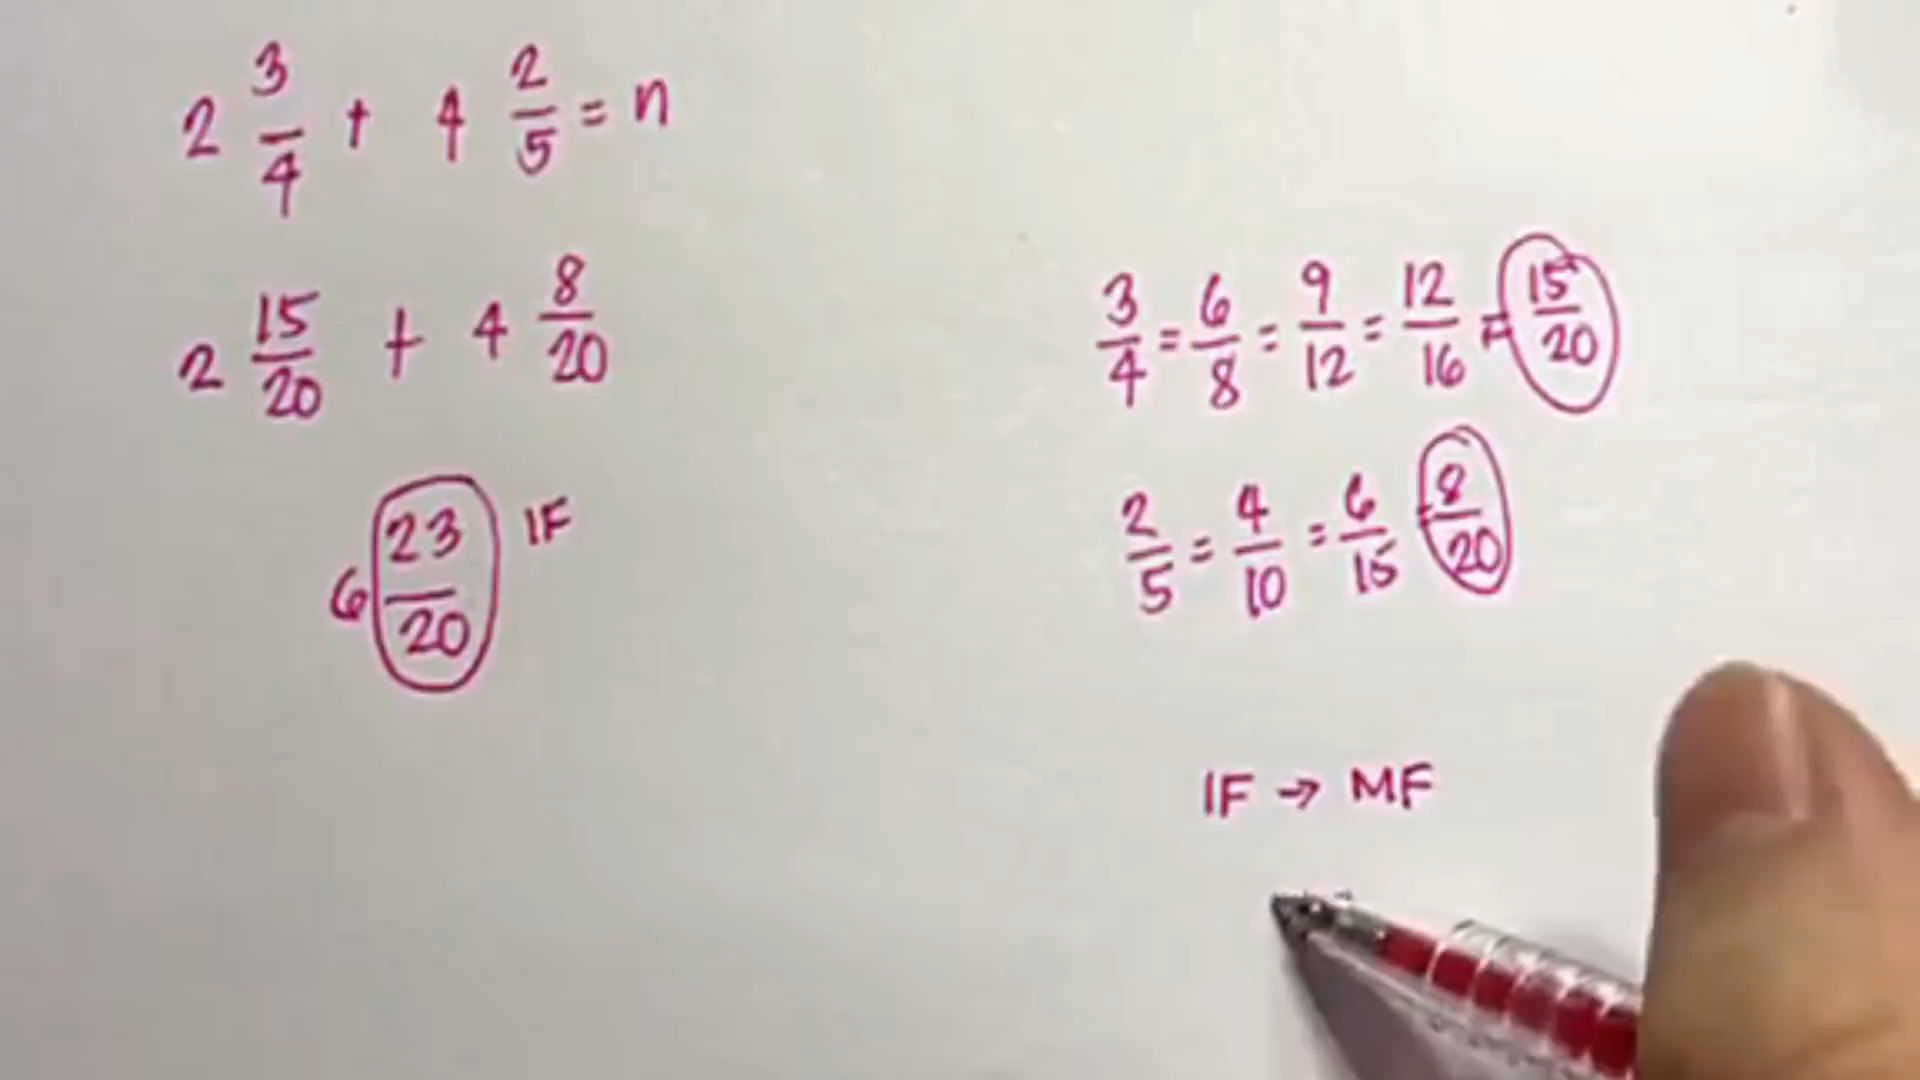 2 3/4 + 4 2/5 = n
2 15/20 + 4 8/20
6 23/20 IF
3/4 = 6/8 = 9/12 = 12/16 = 15/20
2/5 = 4/10 = 6/15 = 8/20
IF → MF